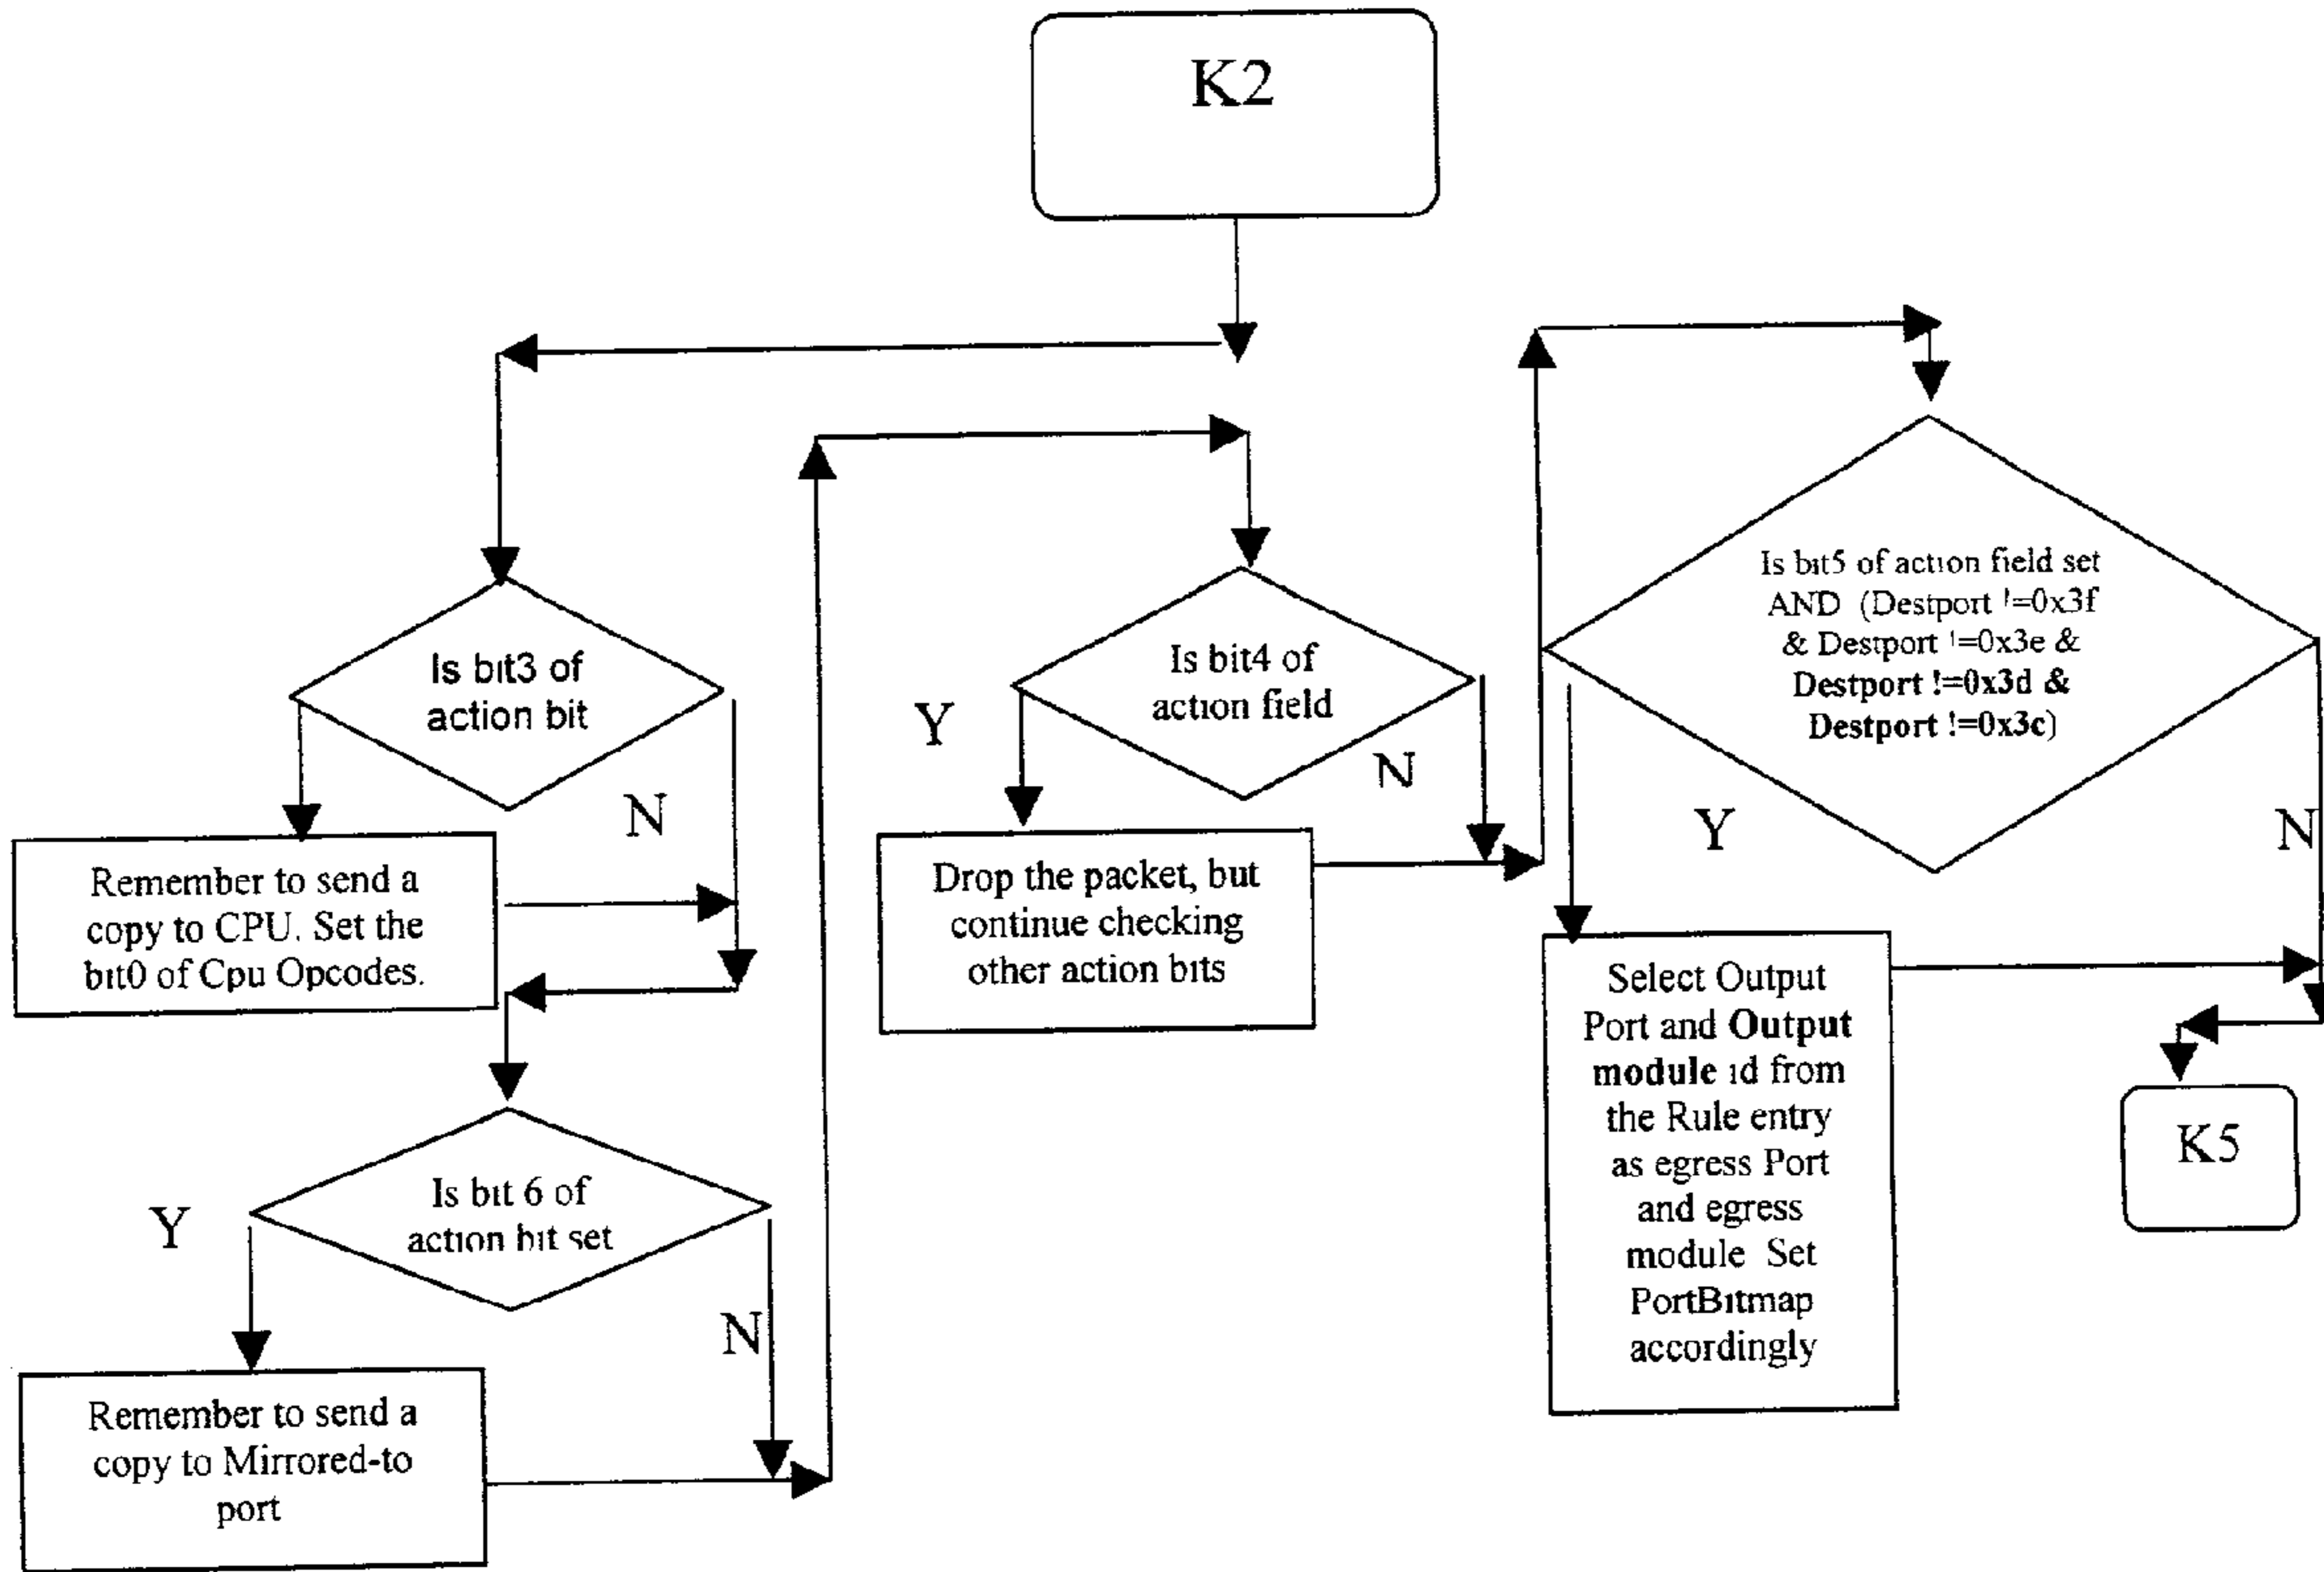 K2
Is bit3 of
action bit
N
Remember to send a
copy to CPU. Set the
bit0 of Cpu Opcodes.
Is bit 6 of
action bit set
Y
N
Remember to send a
copy to Mirrored-to
port
Is bit4 of
action field
Y
N
Drop the packet, but
continue checking
other action bits
Is bit5 of action field set
AND (Destport !=0x3f
& Destport !=0x3e &
Destport !=0x3d &
Destport !=0x3c)
Y
N
Select Output
Port and Output
module id from
the Rule entry
as egress Port
and egress
module Set
PortBitmap
accordingly
K5